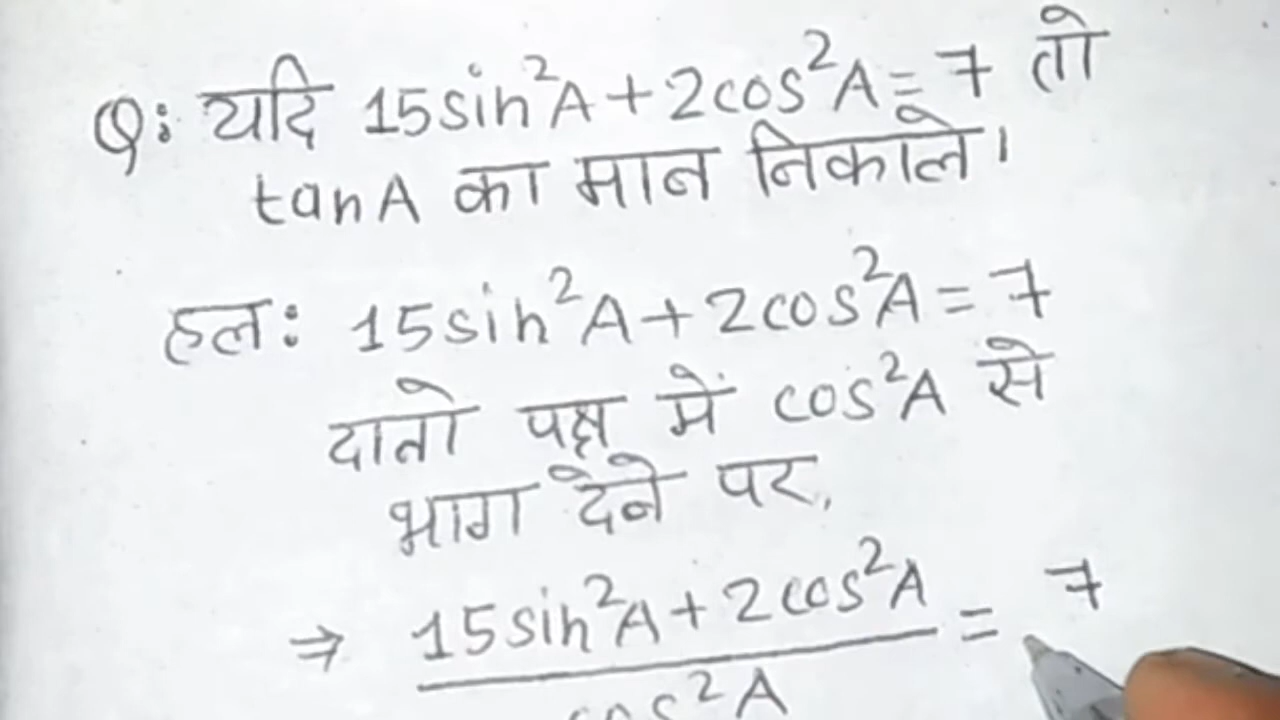 Q: यदि 15sin²A + 2cos²A = 7 तो
tanA का मान निकाले।
हल: 15sin²A + 2cos²A = 7
दातो पक्ष में cos²A से
भाग देने पर,
⇒ 15sin²A + 2cos²A = 7
cos²A